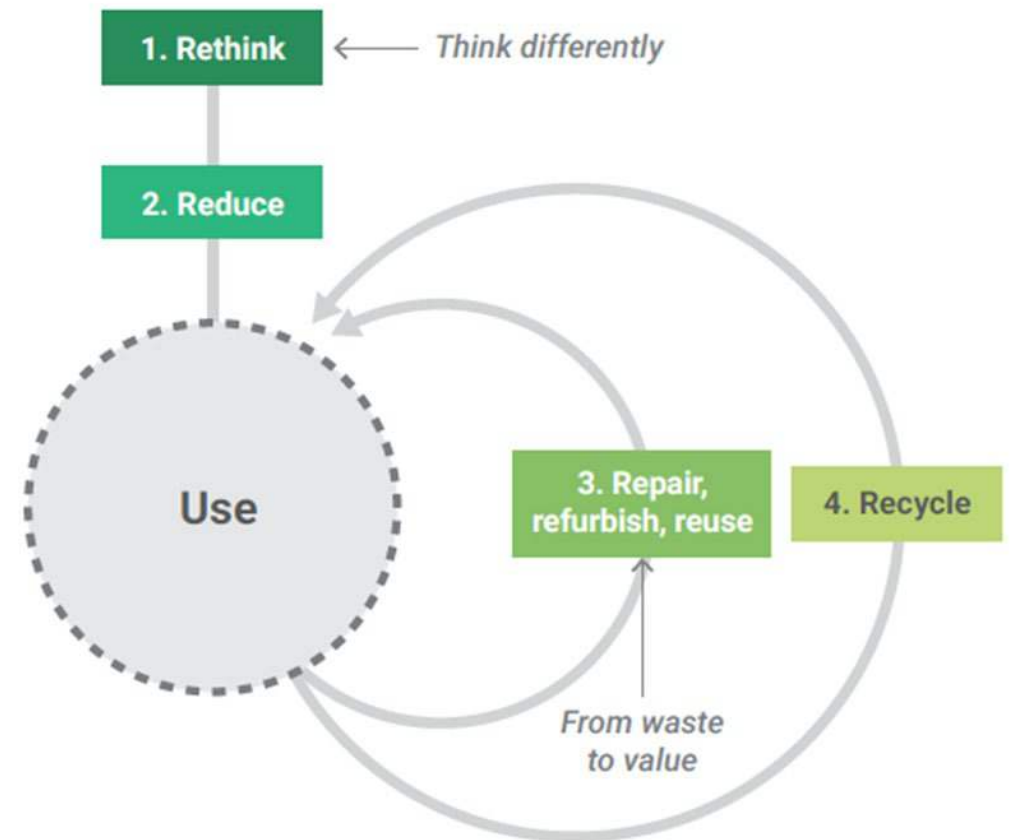 1. Rethink
Think differently
2. Reduce
Use
3. Repair,
refurbish, reuse
4. Recycle
From waste
to value